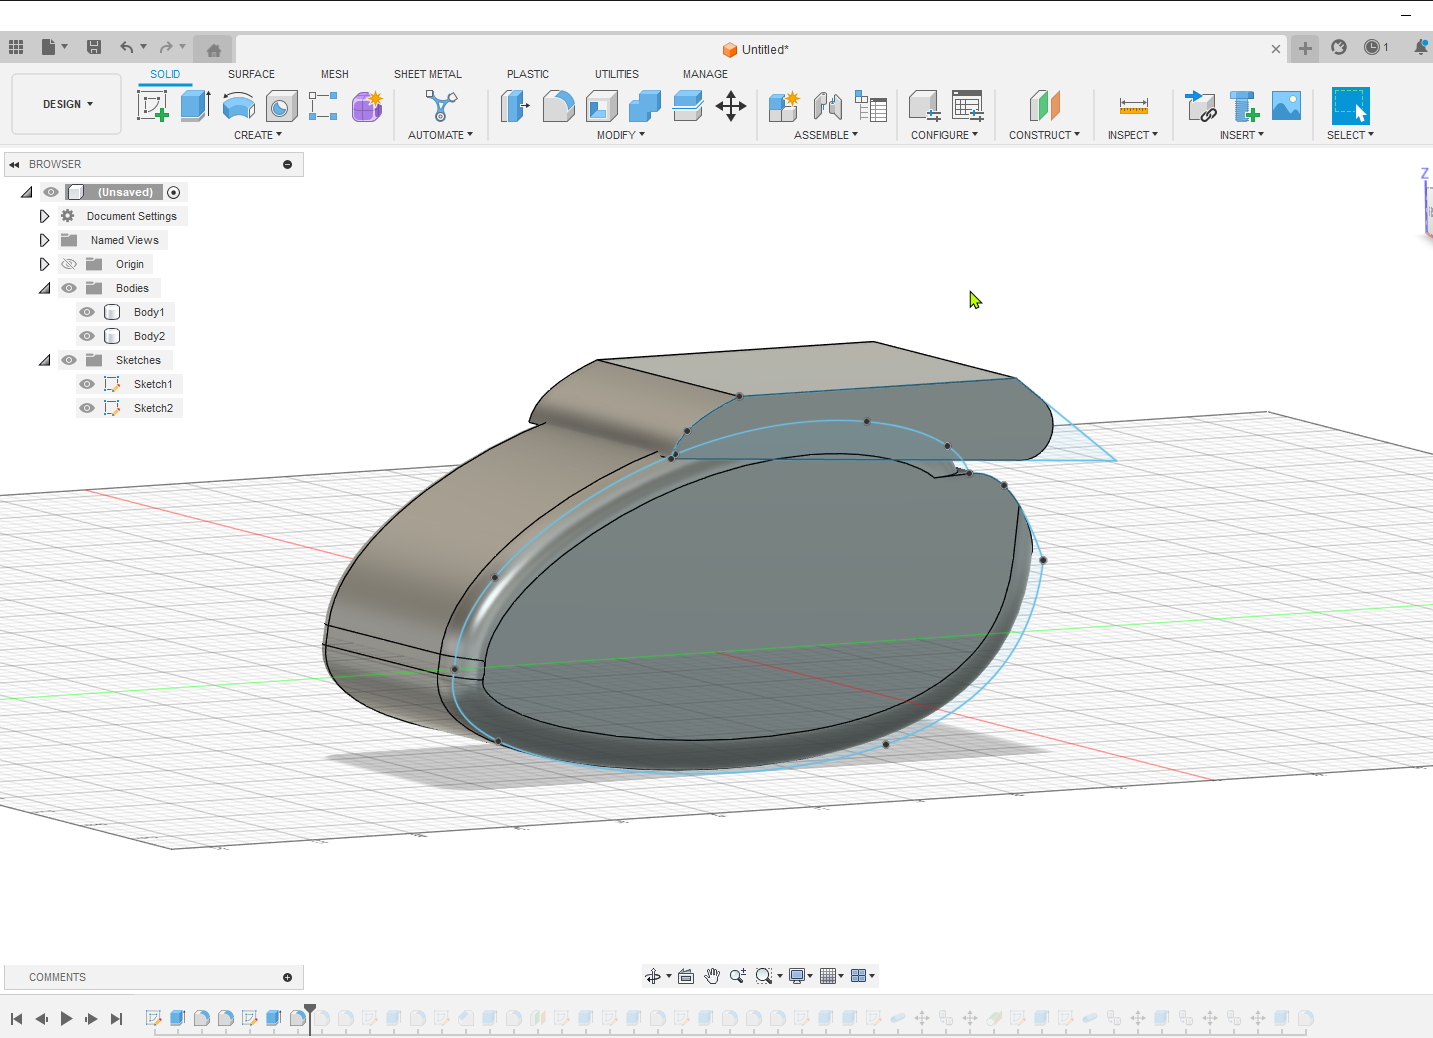 Untitled*
1
SOLID SURFACE MESH SHEET METAL PLASTIC UTILITIES MANAGE
DESIGN
CREATE AUTOMATE MODIFY ASSEMBLE CONFIGURE CONSTRUCT INSPECT INSERT SELECT
BROWSER
(Unsaved)
Document Settings
Named Views
Origin
Bodies
Body1
Body2
Sketches
Sketch1
Sketch2
Z
COMMENTS